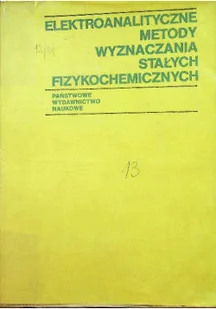 ELEKTROANALITYCZNE
METODY
WYZNACZANIA
STAŁYCH
FIZYKOCHEMICZNYCH
PAŃSTWOWE
WYDAWNICTWO
NAUKOWE
13